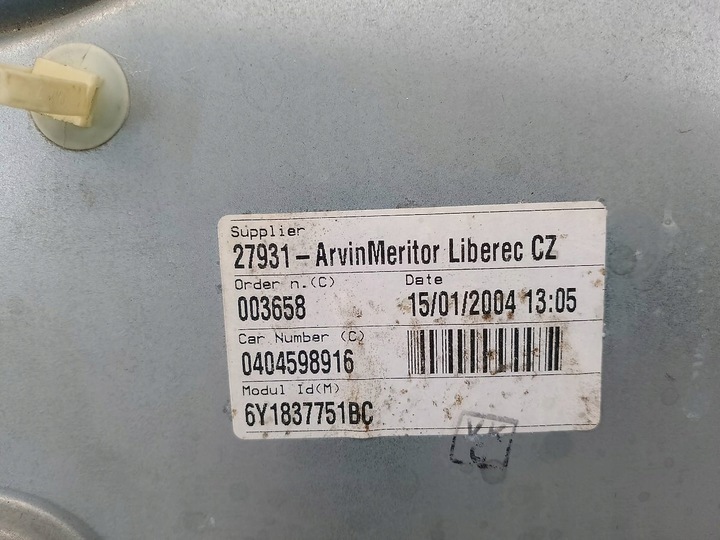 Supplier
27931-ArvinMeritor Liberec CZ
Order n.(C)
003658
Date
15/01/2004 13:05
Car Number (C)
0404598916
Modul Id(M)
6Y1837751BC